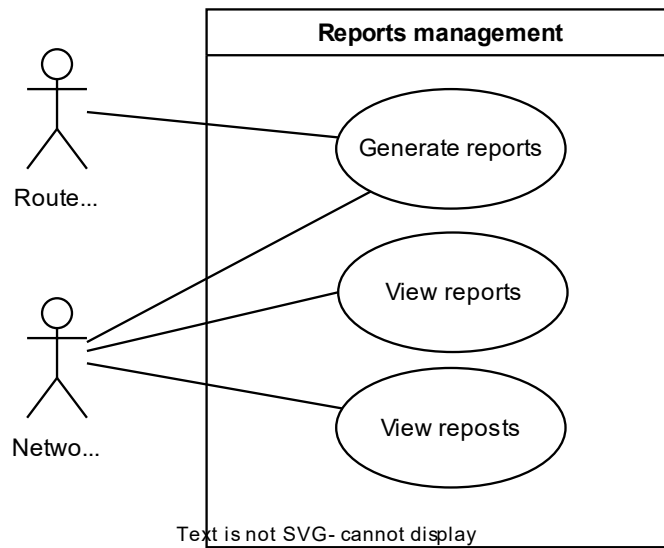 Reports management
Generate reports
Route...
View reports
Netwo...
View reposts
Text is not SVG - cannot display